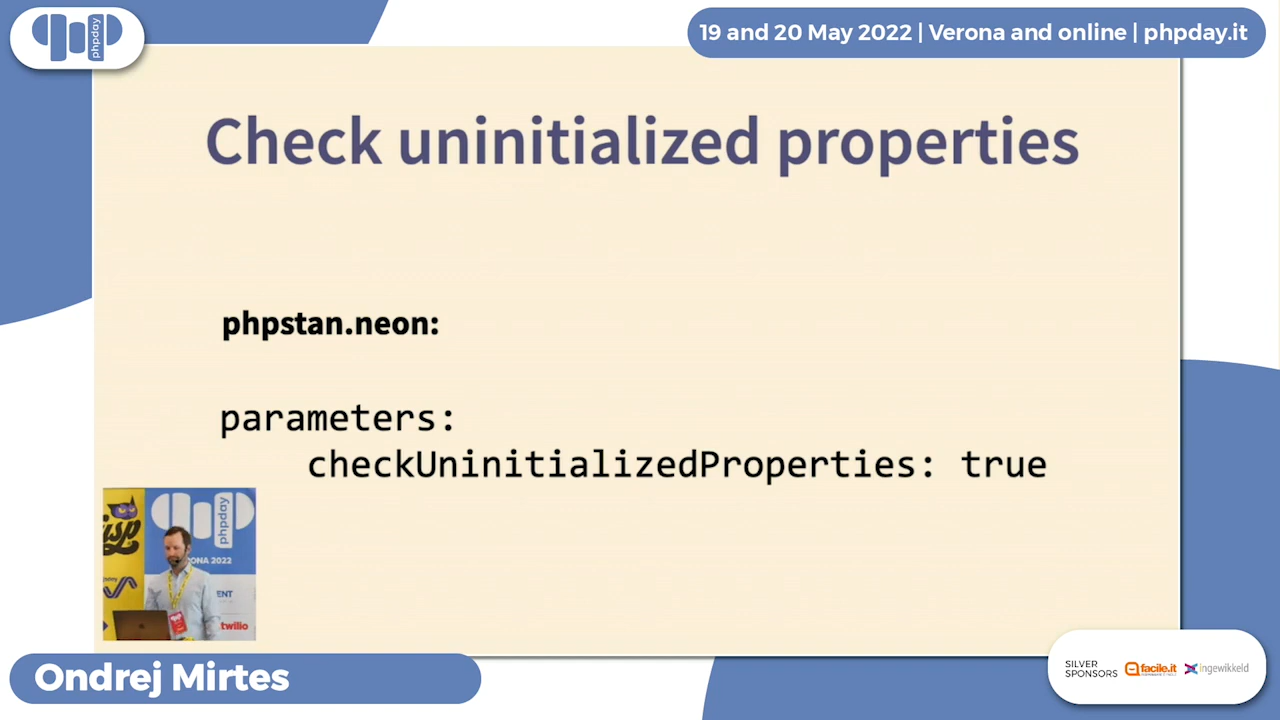 phpday
19 and 20 May 2022 | Verona and online | phpday.it
Check uninitialized properties
phpstan.neon:
parameters:
checkUninitializedProperties: true
phpday
VERONA 2022
twilio
Ondrej Mirtes
SILVER
SPONSORS
facile.it
ingewikkeld